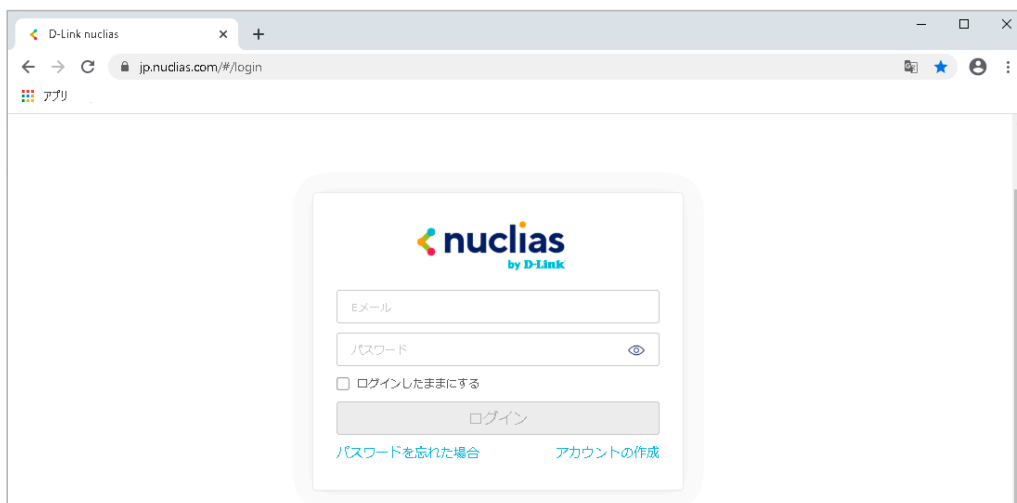 D-Link nuclias
jp.nuclias.com/#/login
アプリ
nuclias
by D-Link
Eメール
パスワード
ログインしたままにする
ログイン
パスワードを忘れた場合 アカウントの作成